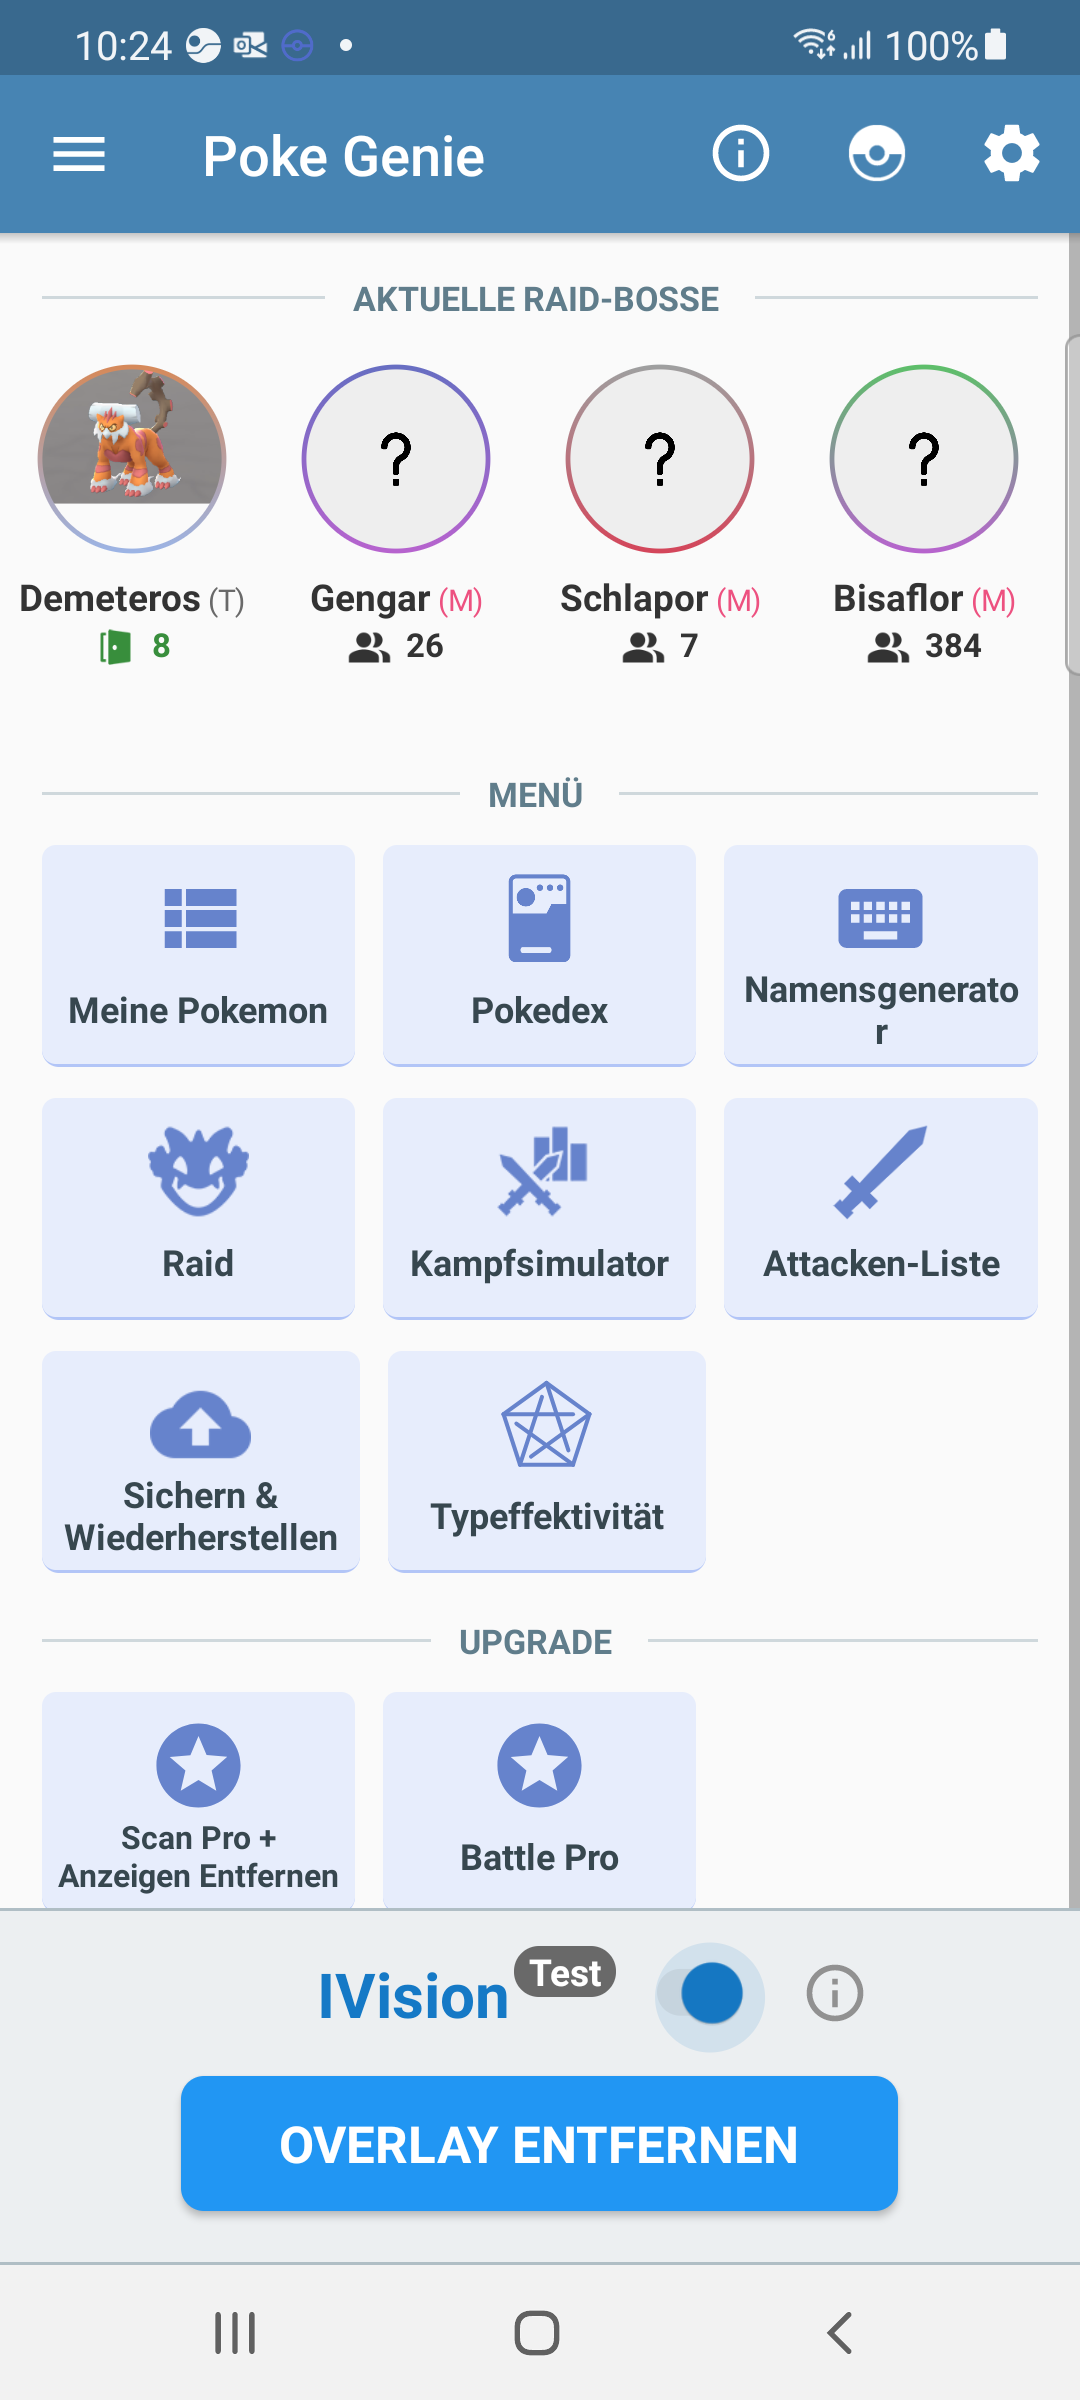 10:24
100%
Poke Genie
AKTUELLE RAID-BOSSE
? ? ?
Demeteros (T) Gengar (M) Schlapor (M) Bisaflor (M)
8 26 7 384
MENÜ
Meine Pokemon
Pokedex
Namensgenerato
r
Raid
Kampfsimulator
Attacken-Liste
Sichern &
Wiederherstellen
Typeffektivität
UPGRADE
Scan Pro +
Anzeigen Entfernen
Battle Pro
IVision Test
OVERLAY ENTFERNEN